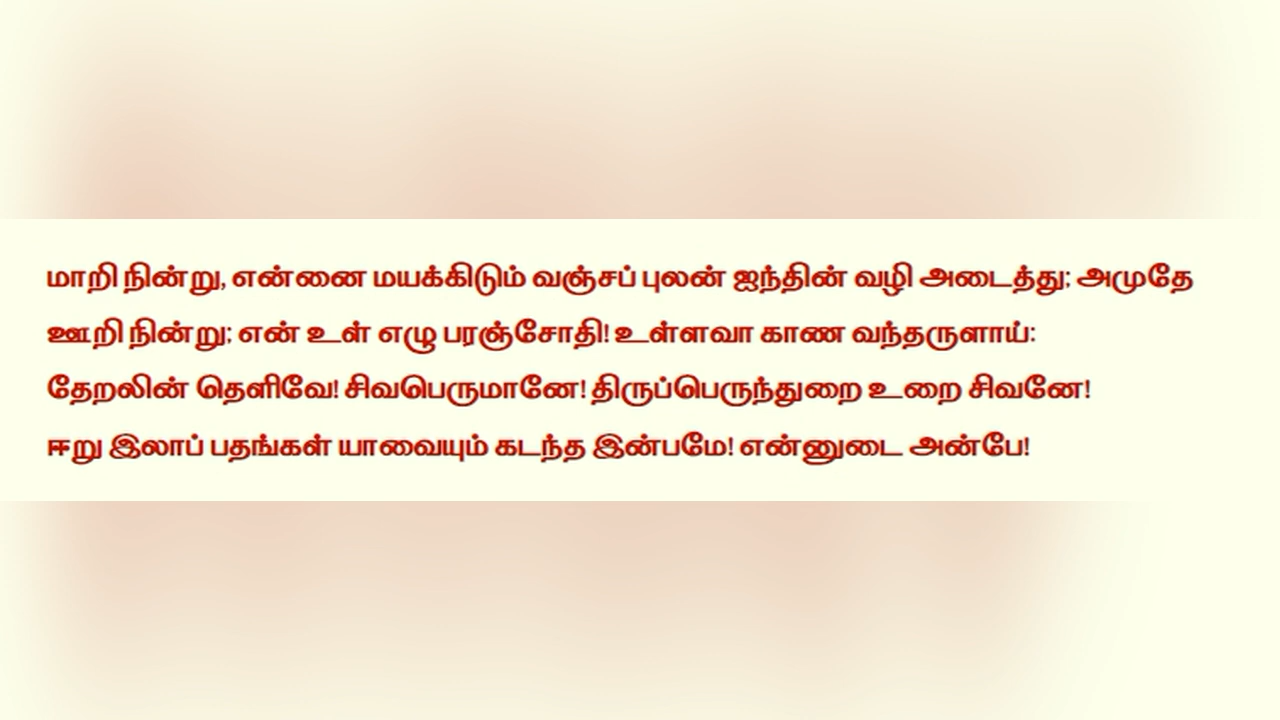 மாறி நின்று, என்னை மயக்கிடும் வஞ்சப் புலன் ஐந்தின் வழி அடைத்து; அமுதே
ஊறி நின்று; என் உள் எழு பரஞ்சோதி! உள்ளவா காண வந்தருளாய்:
தேறலின் தெளிவே! சிவபெருமானே! திருப்பெருந்துறை உறை சிவனே!
ஈறு இலாப் பதங்கள் யாவையும் கடந்த இன்பமே! என்னுடை அன்பே!